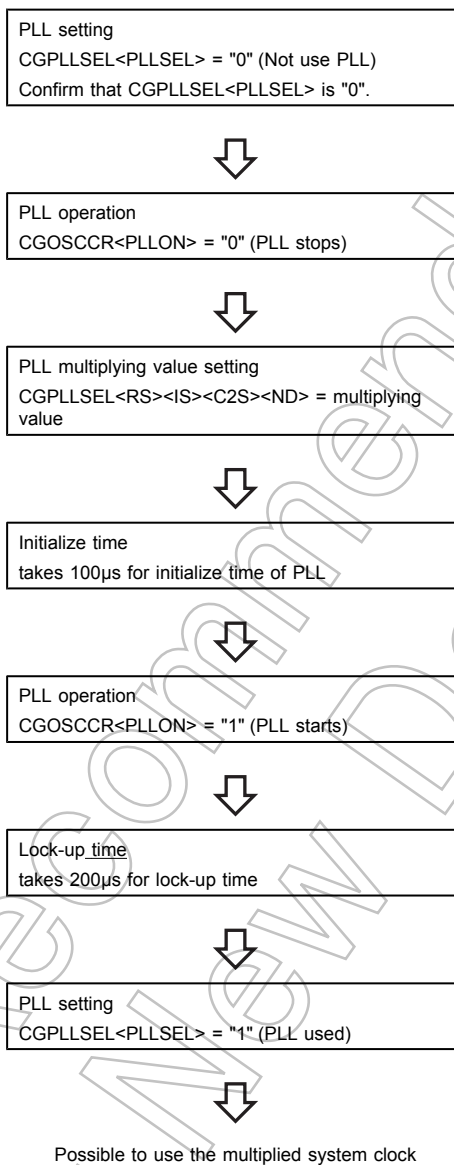 PLL setting
CGPLLSEL<PLLSEL> = "0" (Not use PLL)
Confirm that CGPLLSEL<PLLSEL> is "0".
PLL operation
CGOSCCR<PLLON> = "0" (PLL stops)
PLL multiplying value setting
CGPLLSEL<RS><IS><C2S><ND> = multiplying
value
Initialize time
takes 100μs for initialize time of PLL
PLL operation
CGOSCCR<PLLON> = "1" (PLL starts)
Lock-up time
takes 200μs for lock-up time
PLL setting
CGPLLSEL<PLLSEL> = "1" (PLL used)
Possible to use the multiplied system clock